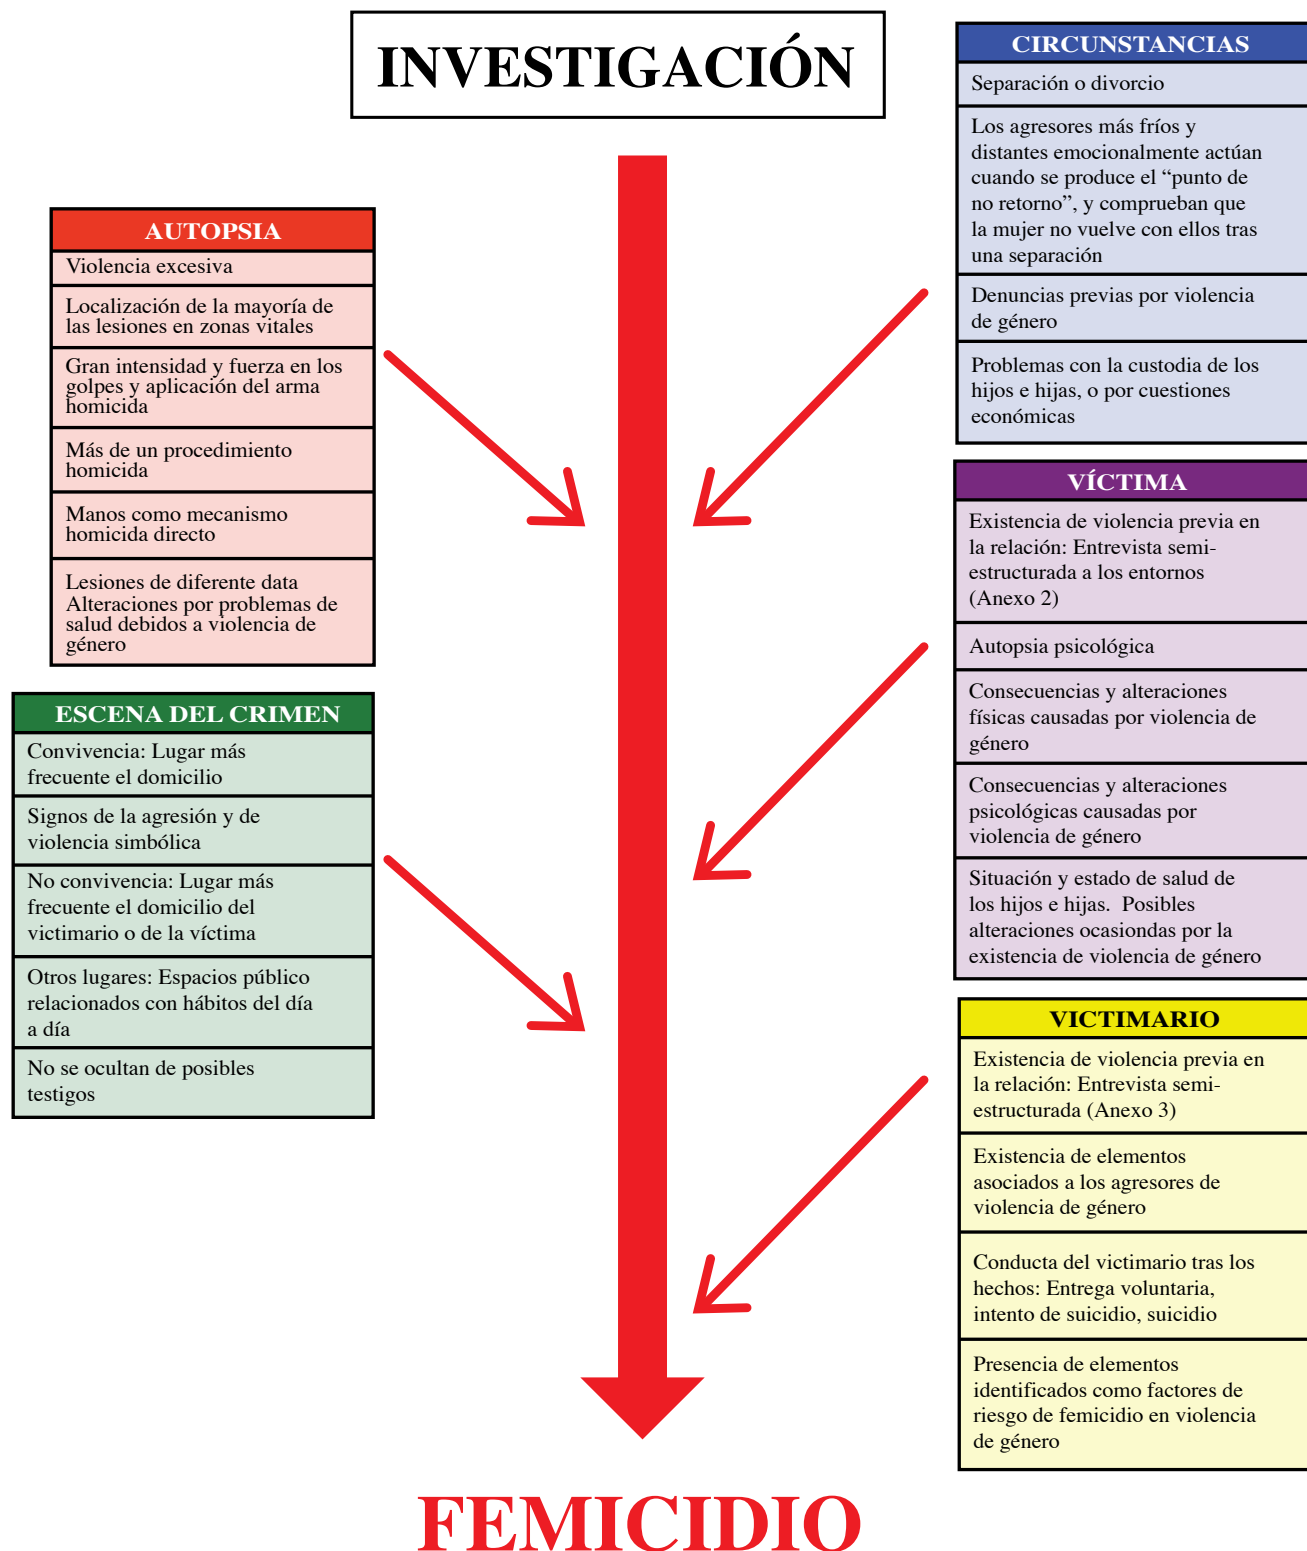 INVESTIGACIÓN
AUTOPSIA
Violencia excesiva
Localización de la mayoría de
las lesiones en zonas vitales
Gran intensidad y fuerza en los
golpes y aplicación del arma
homicida
Más de un procedimiento
homicida
Manos como mecanismo
homicida directo
Lesiones de diferente data
Alteraciones por problemas de
salud debidos a violencia de
género
ESCENA DEL CRIMEN
Convivencia: Lugar más
frecuente el domicilio
Signos de la agresión y de
violencia simbólica
No convivencia: Lugar más
frecuente el domicilio del
victimario o de la víctima
Otros lugares: Espacios público
relacionados con hábitos del día
a día
No se ocultan de posibles
testigos
CIRCUNSTANCIAS
Separación o divorcio
Los agresores más fríos y
distantes emocionalmente actúan
cuando se produce el “punto de
no retorno”, y comprueban que
la mujer no vuelve con ellos tras
una separación
Denuncias previas por violencia
de género
Problemas con la custodia de los
hijos e hijas, o por cuestiones
económicas
VÍCTIMA
Existencia de violencia previa en
la relación: Entrevista semi-
estructurada a los entornos
(Anexo 2)
Autopsia psicológica
Consecuencias y alteraciones
físicas causadas por violencia de
género
Consecuencias y alteraciones
psicológicas causadas por
violencia de género
Situación y estado de salud de
los hijos e hijas.  Posibles
alteraciones ocasiondas por la
existencia de violencia de género
VICTIMARIO
Existencia de violencia previa en
la relación: Entrevista semi-
estructurada (Anexo 3)
Existencia de elementos
asociados a los agresores de
violencia de género
Conducta del victimario tras los
hechos: Entrega voluntaria,
intento de suicidio, suicidio
Presencia de elementos
identificados como factores de
riesgo de femicidio en violencia
de género
FEMICIDIO